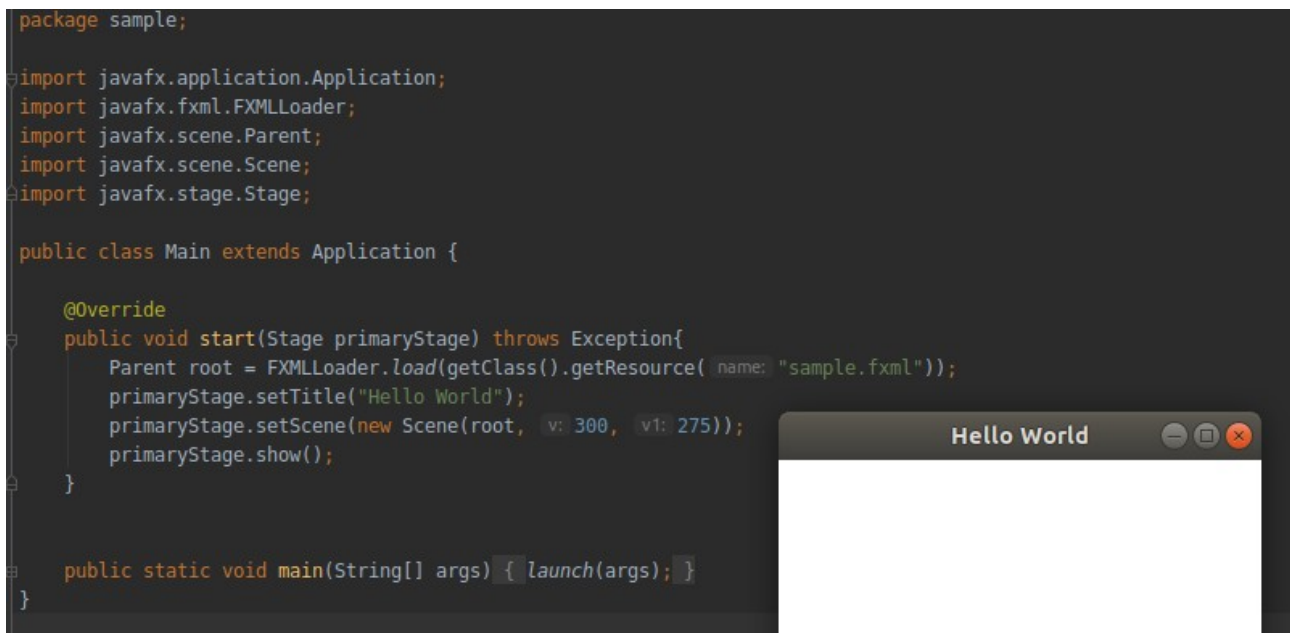 package sample;
import javafx.application.Application;
import javafx.fxml.FXMLLoader;
import javafx.scene.Parent;
import javafx.scene.Scene;
import javafx.stage.Stage;
public class Main extends Application {
@Override
public void start(Stage primaryStage) throws Exception{
Parent root = FXMLLoader.load(getClass().getResource( name: "sample.fxml"));
primaryStage.setTitle("Hello World");
primaryStage.setScene(new Scene(root, v: 300, v1: 275));
primaryStage.show();
}
public static void main(String[] args) { launch(args); }
}
Hello World